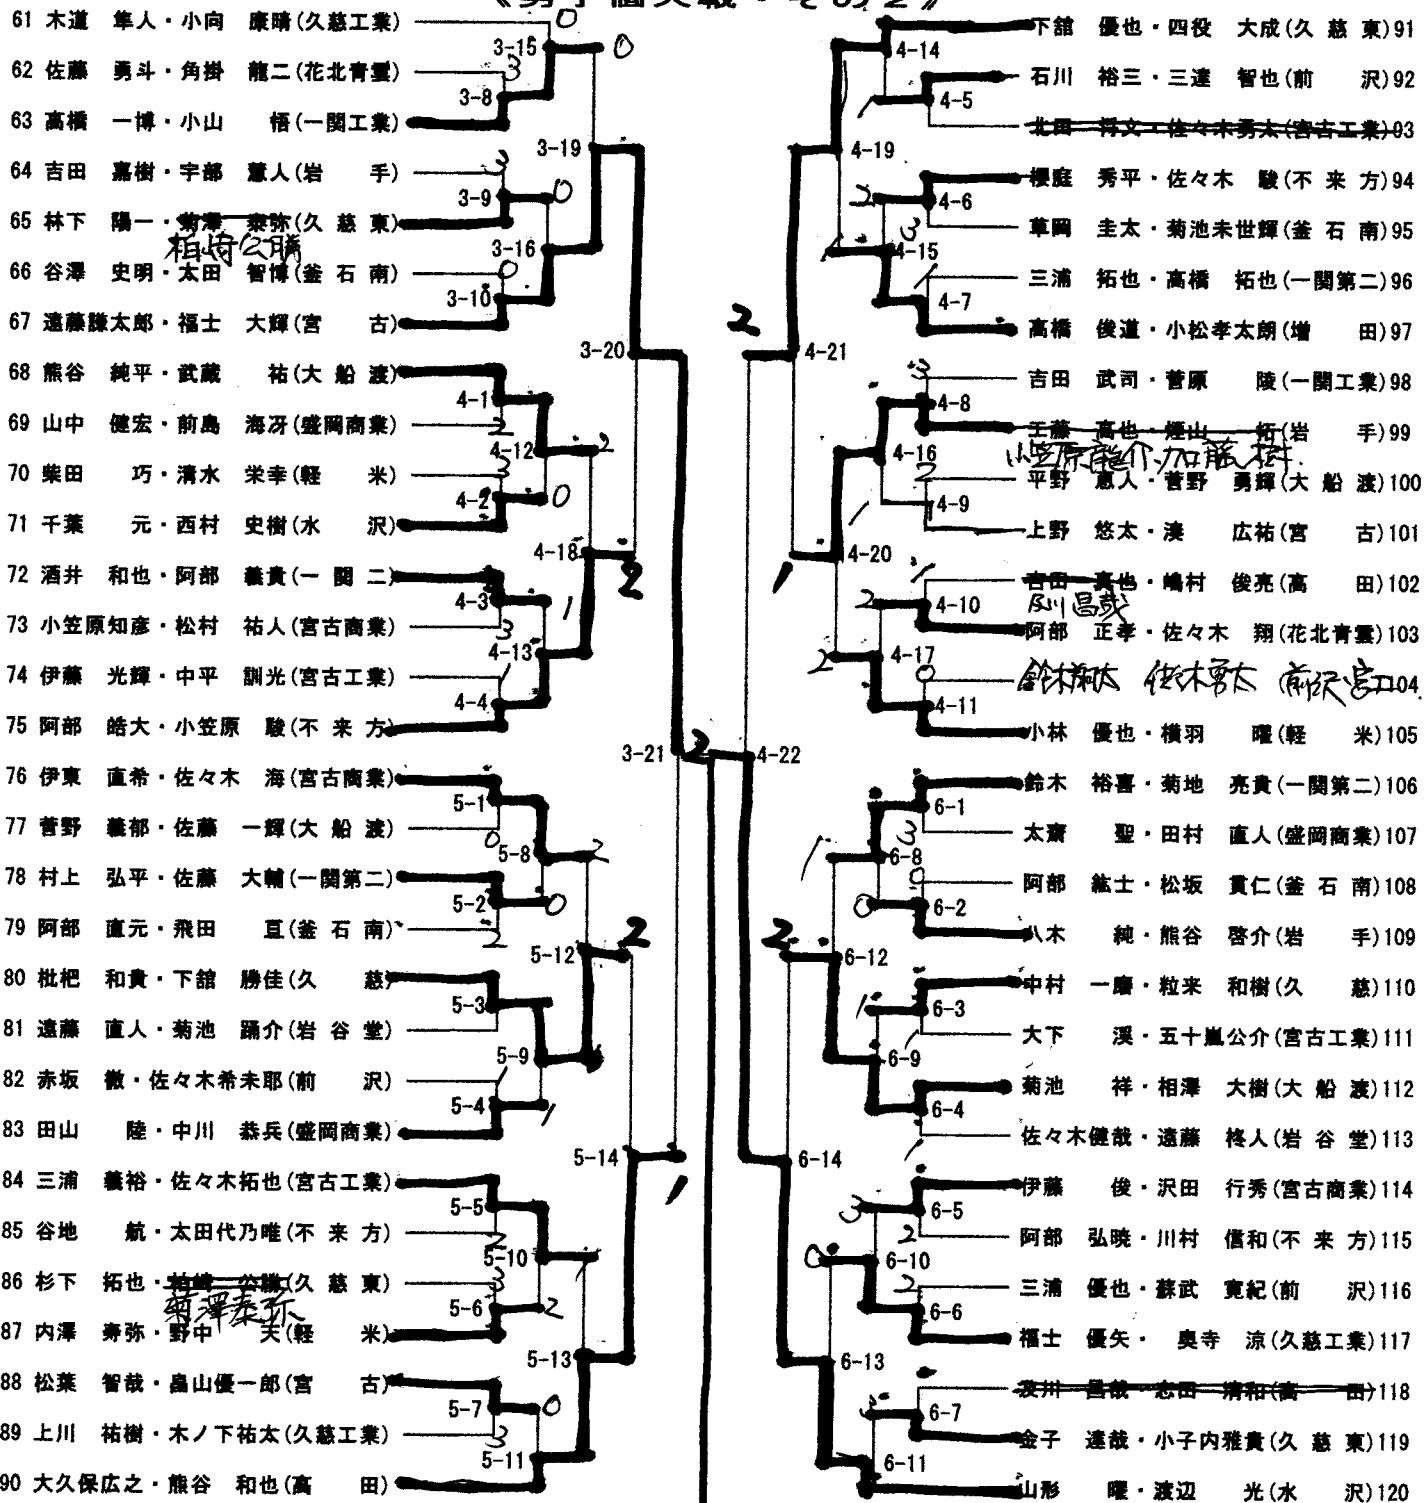 《男子個人戦・その2》
61 木道 隼人・小向 康晴(久慈工業)
62 佐藤 勇斗・角掛 龍二(花北青雲)
63 高橋 一博・小山 悟(一関工業)
64 吉田 嘉樹・宇部 慧人(岩 手)
65 林下 陽一・菊澤 泰弥(久 慈 東)
柏崎公勝
66 谷澤 史明・太田 智博(釜 石 南)
67 遠藤謙太郎・福士 大輝(宮 古)
68 熊谷 純平・武蔵 祐(大 船 渡)
69 山中 健宏・前島 海冴(盛岡商業)
70 柴田 巧・清水 栄幸(軽 米)
71 千葉 元・西村 史樹(水 沢)
72 酒井 和也・阿部 義貴(一 関 二)
73 小笠原知彦・松村 祐人(宮古商業)
74 伊藤 光輝・中平 訓光(宮古工業)
75 阿部 皓大・小笠原 駿(不 来 方)
76 伊東 直希・佐々木 海(宮古商業)
77 菅野 義郁・佐藤 一輝(大 船 渡)
78 村上 弘平・佐藤 大輔(一関第二)
79 阿部 直元・飛田 亘(釜 石 南)
80 枇杷 和貴・下舘 勝佳(久 慈)
81 遠藤 直人・菊池 踊介(岩 谷 堂)
82 赤坂 徹・佐々木希未耶(前 沢)
83 田山 陸・中川 恭兵(盛岡商業)
84 三浦 義裕・佐々木拓也(宮古工業)
85 谷地 航・太田代乃唯(不 来 方)
86 杉下 拓也・柏崎 公勝(久 慈 東)
菊澤泰弥
87 内澤 寿弥・野中 天(軽 米)
88 松葉 智哉・畠山優一郎(宮 古)
89 上川 祐樹・木ノ下祐太(久慈工業)
90 大久保広之・熊谷 和也(高 田)
3-15
3-8
3-19
3-9
3-16
3-10
3-20
4-1
4-12
4-2
4-18
4-3
4-13
4-4
3-21
5-1
5-8
5-2
5-12
5-3
5-9
5-4
5-14
5-5
5-10
5-6
5-13
5-7
5-11
下舘 優也・四役 大成(久 慈 東)91
石川 裕三・三達 智也(前 沢)92
北田 将文・佐々木勇太(宮古工業)93
櫻庭 秀平・佐々木 駿(不 来 方)94
草岡 圭太・菊池未世輝(釜 石 南)95
三浦 拓也・高橋 拓也(一関第二)96
高橋 俊道・小松孝太朗(増 田)97
吉田 武司・菅原 陵(一関工業)98
工藤 高也・煙山 拓(岩 手)99
小笠原龍介・加藤 樹
平野 恵人・菅野 勇輝(大 船 渡)100
上野 悠太・湊 広祐(宮 古)101
吉田 真也・嶋村 俊亮(高 田)102
及川昌哉
阿部 正孝・佐々木 翔(花北青雲)103
佐々木勇太 前沢・宮工104
小林 優也・横羽 曜(軽 米)105
鈴木 裕喜・菊地 亮貴(一関第二)106
太齋 聖・田村 直人(盛岡商業)107
阿部 紘士・松坂 貫仁(釜 石 南)108
八木 純・熊谷 啓介(岩 手)109
中村 一磨・粒来 和樹(久 慈)110
大下 渓・五十嵐公介(宮古工業)111
菊池 祥・相澤 大樹(大 船 渡)112
佐々木健哉・遠藤 柊人(岩 谷 堂)113
伊藤 俊・沢田 行秀(宮古商業)114
阿部 弘暁・川村 信和(不 来 方)115
三浦 優也・蘇武 寛紀(前 沢)116
福士 優矢・奥寺 涼(久慈工業)117
及川 昌哉・志田 清和(高 田)118
金子 達哉・小子内雅貴(久 慈 東)119
山形 曜・渡辺 光(水 沢)120
4-14
4-5
4-19
4-6
4-15
4-7
4-21
4-8
4-16
4-9
4-20
4-10
4-17
4-11
4-22
6-1
6-8
6-2
6-12
6-3
6-9
6-4
6-14
6-5
6-10
6-6
6-13
6-7
6-11